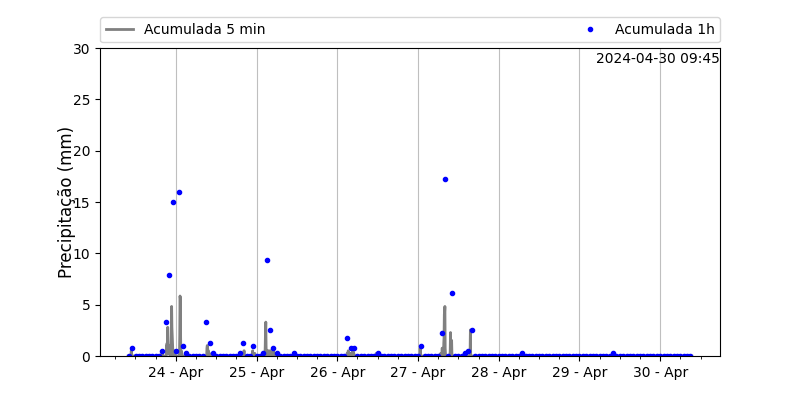 Acumulada 5 min
Acumulada 1h
2024-04-30 09:45
Precipitação (mm)
30
25
20
15
10
5
0
24 - Apr
25 - Apr
26 - Apr
27 - Apr
28 - Apr
29 - Apr
30 - Apr